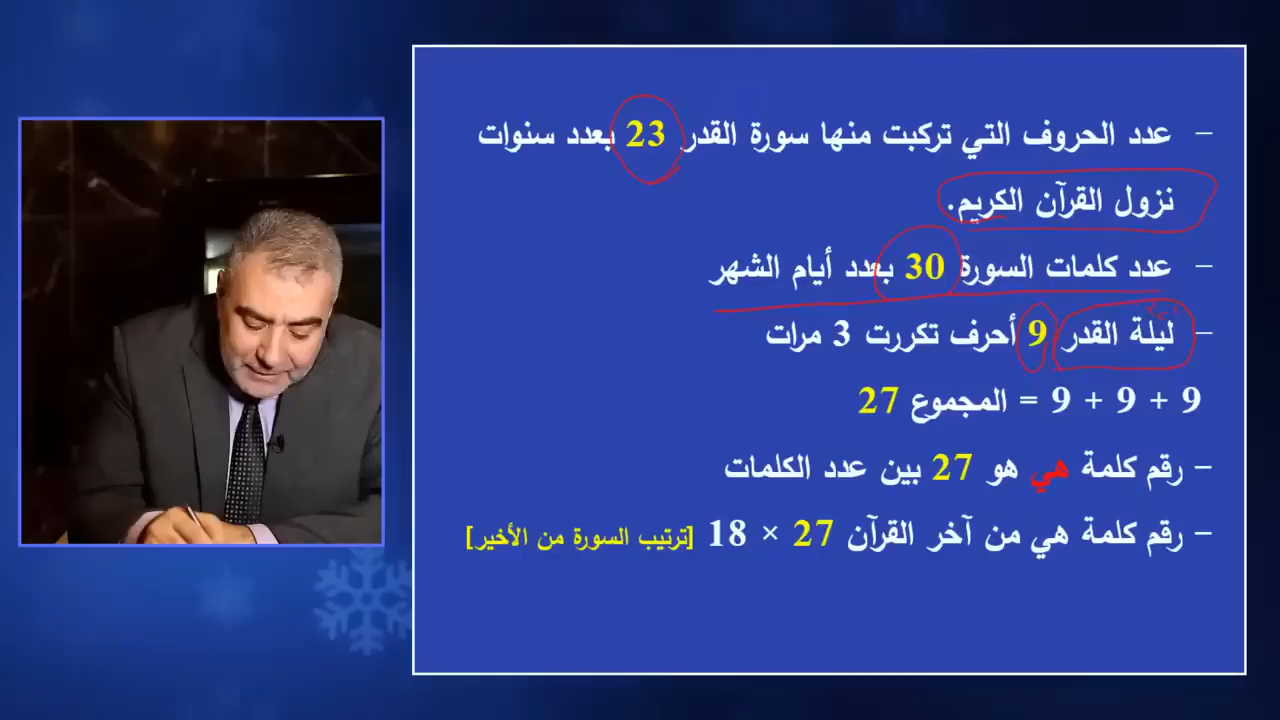 – عدد الحروف التي تركبت منها سورة القدر 23 بعدد سنوات
نزول القرآن الكريم.
– عدد كلمات السورة 30 بعدد أيام الشهر
– ليلة القدر 9 أحرف تكررت 3 مرات
9 + 9 + 9 = المجموع 27
– رقم كلمة هي هو 27 بين عدد الكلمات
– رقم كلمة هي من آخر القرآن 27 × 18 [ترتيب السورة من الأخير]